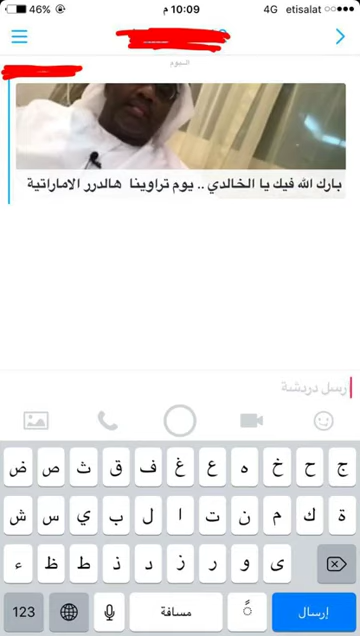 46% 10:09 م 4G etisalat
اليوم
بارك الله فيك يا الخالدي .. يوم تراوينا هالدرر الاماراتية
رسل دردشة
ض ص ث ق ف غ ع ه خ ح ج
ش س ي ب ل ا ت ن م ك ة
ء ظ ط ذ د ز ر و ى
123 مسافة إرسال